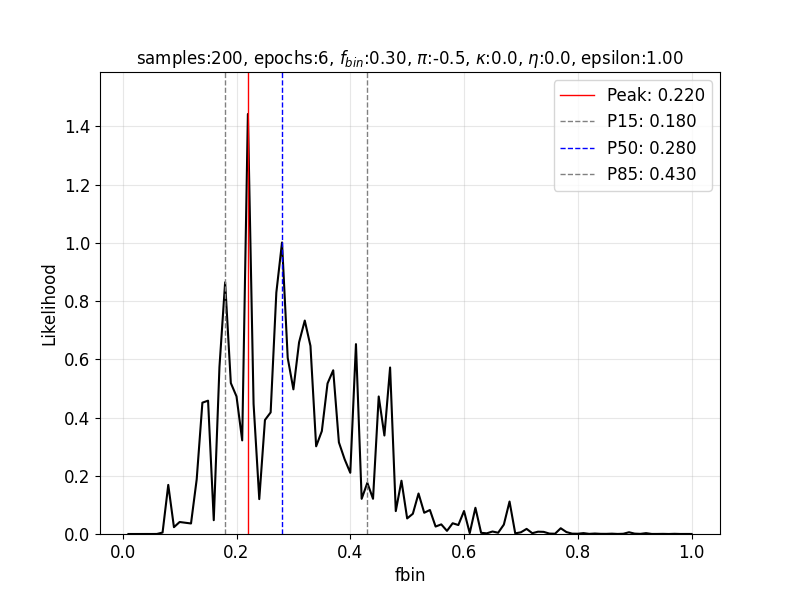 samples:200, epochs:6, f_bin:0.30, π:-0.5, κ:0.0, η:0.0, epsilon:1.00
Peak: 0.220
P15: 0.180
P50: 0.280
P85: 0.430
Likelihood
1.4
1.2
1.0
0.8
0.6
0.4
0.2
0.0
0.0 0.2 0.4 0.6 0.8 1.0
fbin